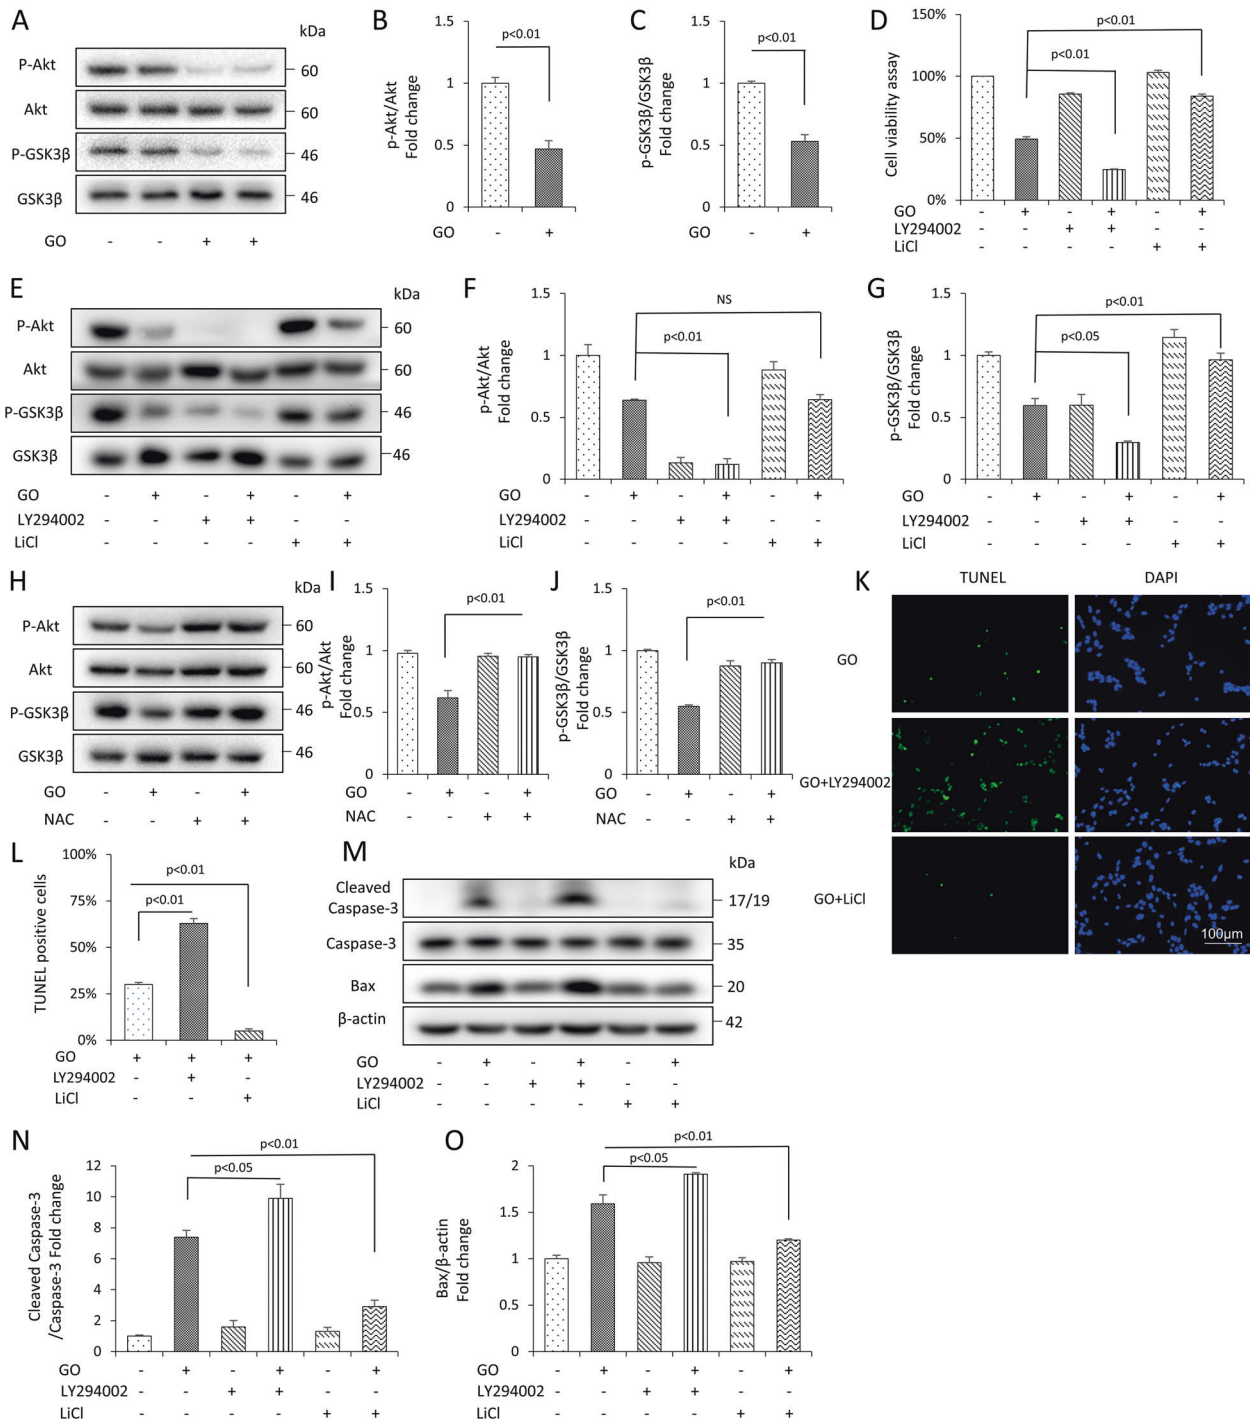 A
kDa
P-Akt
60
Akt
60
P-GSK3β
46
GSK3β
46
GO - - + +
B
1.5
1
0.5
0
p-Akt/Akt
Fold change
p<0.01
GO - +
C
1.5
1
0.5
0
p-GSK3β/GSK3β
Fold change
p<0.01
GO - +
D
150%
100%
50%
0%
Cell viability assay
p<0.01
p<0.01
GO - + - + - +
LY294002 - - + + - -
LiCl - - - - + +
E
kDa
P-Akt
60
Akt
60
P-GSK3β
46
GSK3β
46
GO - + - + - +
LY294002 - - + + - -
LiCl - - - - + +
F
1.5
1
0.5
0
p-Akt/Akt
Fold change
NS
p<0.01
GO - + - + - +
LY294002 - - + + - -
LiCl - - - - + +
G
1.5
1
0.5
0
p-GSK3β/GSK3β
Fold change
p<0.01
p<0.05
GO - + - + - +
LY294002 - - + + - -
LiCl - - - - + +
H
kDa
P-Akt
60
Akt
60
P-GSK3β
46
GSK3β
46
GO - + - +
NAC - - + +
I
1.5
1
0.5
0
p-Akt/Akt
Fold change
p<0.01
GO - + - +
NAC - - + +
J
1.5
1
0.5
0
p-GSK3β/GSK3β
Fold change
p<0.01
GO - + - +
NAC - - + +
K
TUNEL
DAPI
GO
GO+LY294002
GO+LiCl
100μm
L
100%
75%
50%
25%
0%
TUNEL positive cells
p<0.01
p<0.01
GO + + +
LY294002 - + -
LiCl - - +
M
kDa
Cleaved
Caspase-3
17/19
Caspase-3
35
Bax
20
β-actin
42
GO - + - + - +
LY294002 - - + + - -
LiCl - - - - + +
N
12
10
8
6
4
2
0
Cleaved Caspase-3
/Caspase-3 Fold change
p<0.01
p<0.05
GO - + - + - +
LY294002 - - + + - -
LiCl - - - - + +
O
2
1.5
1
0.5
0
Bax/β-actin
Fold change
p<0.01
p<0.05
GO - + - + - +
LY294002 - - + + - -
LiCl - - - - + +